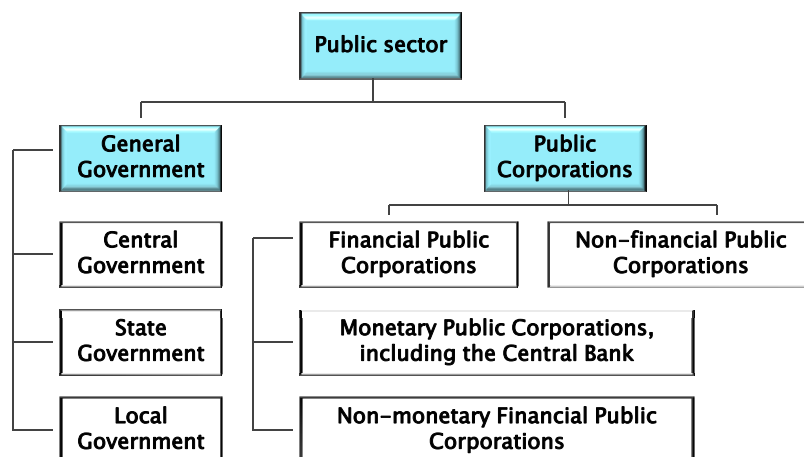 Public sector
General
Government
Public
Corporations
Central
Government
Financial Public
Corporations
Non-financial Public
Corporations
State
Government
Monetary Public Corporations,
including the Central Bank
Local
Government
Non-monetary Financial Public
Corporations